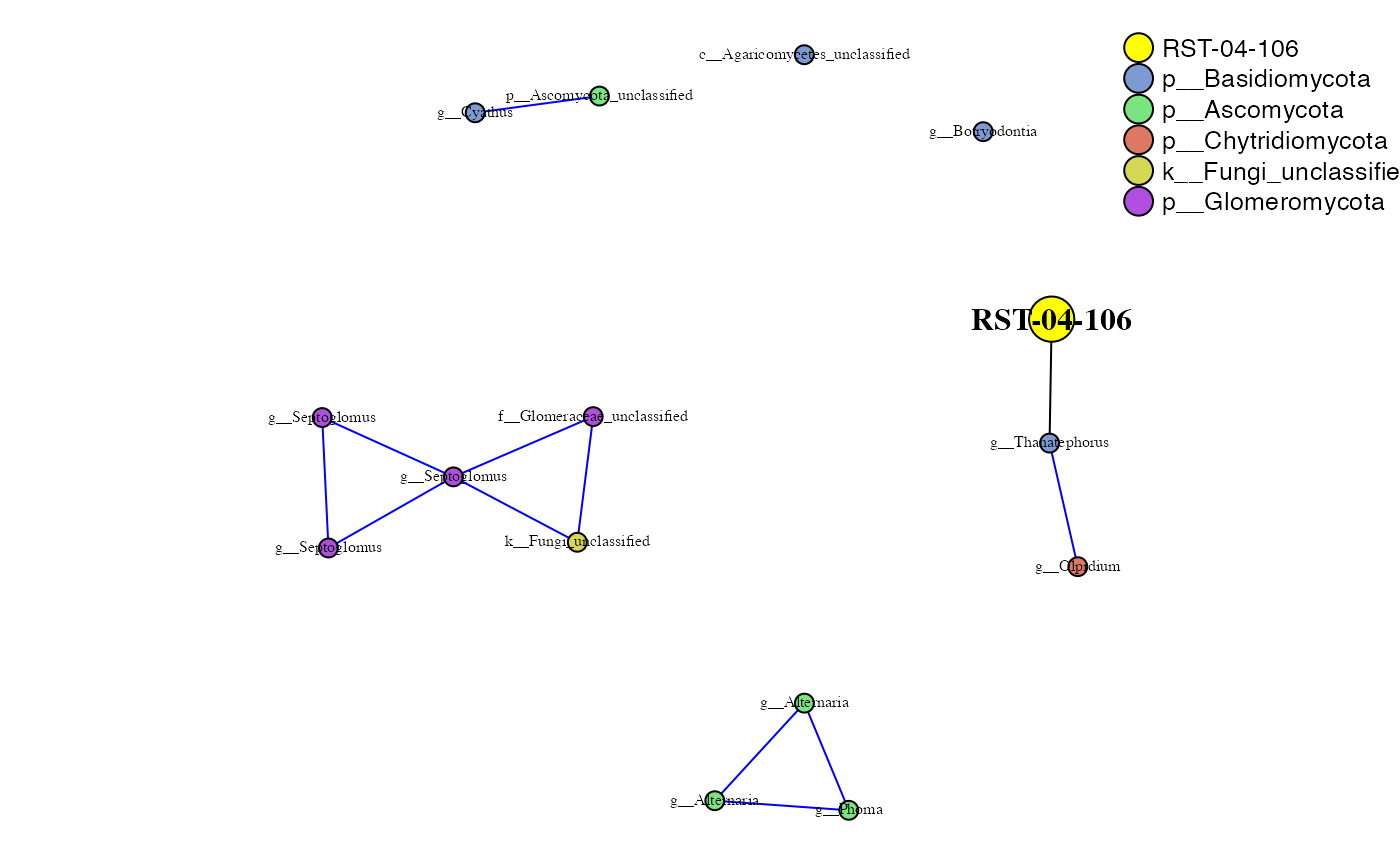 c__Agaricomycetes_unclassified
p__Ascomycota_unclassified
g__Cyathus
g__Botryodontia
RST-04-106
p__Basidiomycota
p__Ascomycota
p__Chytridiomycota
k__Fungi_unclassifie
p__Glomeromycota
RST-04-106
g__Septoglomus
f__Glomeraceae_unclassified
g__Thanatephorus
g__Septoglomus
g__Septoglomus
k__Fungi_unclassified
g__Olpidium
g__Alternaria
g__Alternaria
g__Phoma